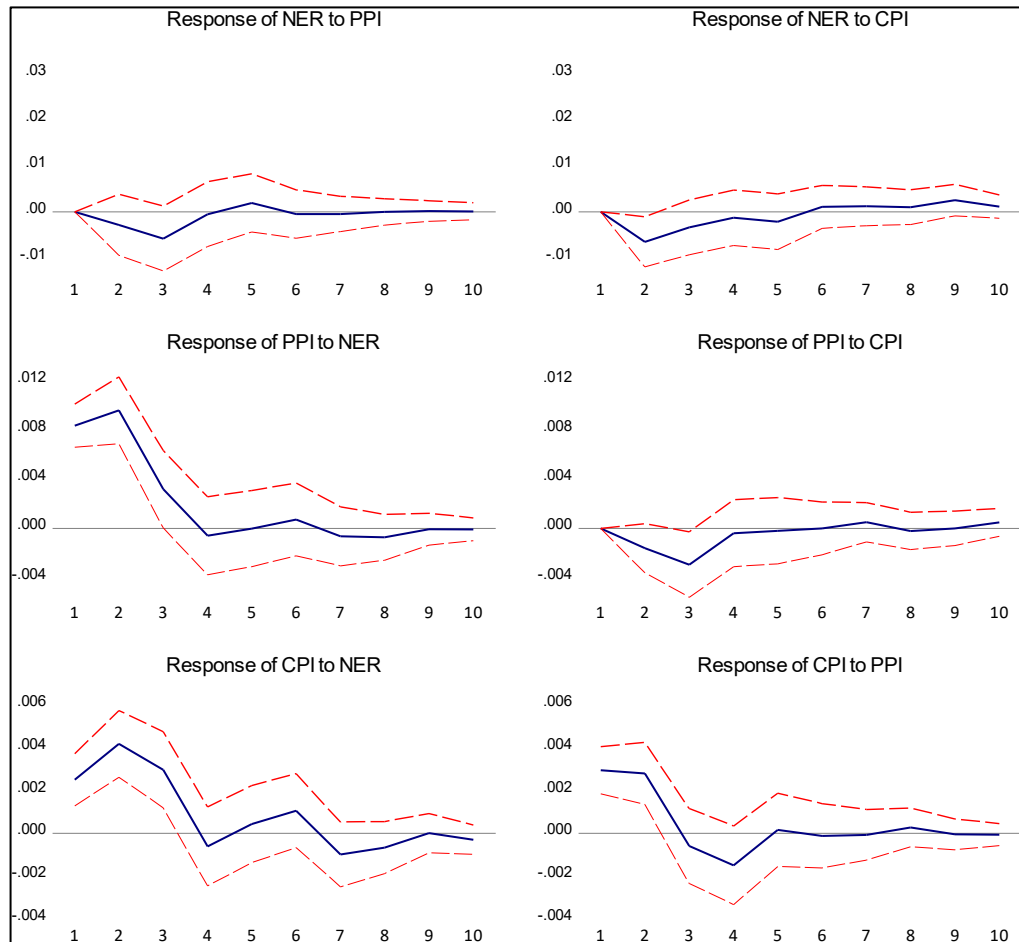 Response of NER to PPI
.03
.02
.01
.00
-.01
1 2 3 4 5 6 7 8 9 10
Response of NER to CPI
.03
.02
.01
.00
-.01
1 2 3 4 5 6 7 8 9 10
Response of PPI to NER
.012
.008
.004
.000
-.004
1 2 3 4 5 6 7 8 9 10
Response of PPI to CPI
.012
.008
.004
.000
-.004
1 2 3 4 5 6 7 8 9 10
Response of CPI to NER
.006
.004
.002
.000
-.002
-.004
1 2 3 4 5 6 7 8 9 10
Response of CPI to PPI
.006
.004
.002
.000
-.002
-.004
1 2 3 4 5 6 7 8 9 10